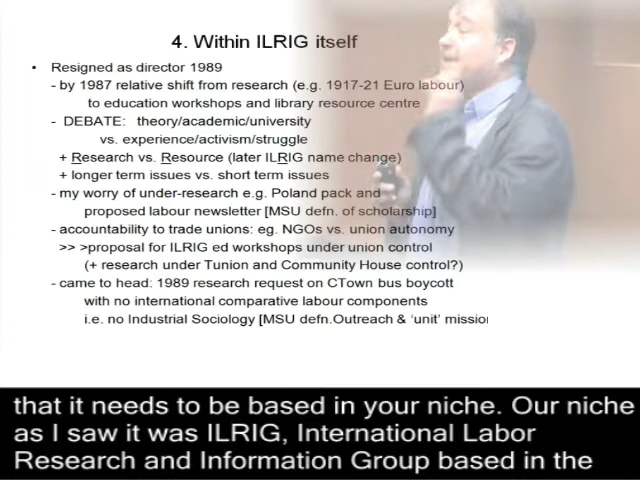 4. Within ILRIG itself
• Resigned as director 1989
- by 1987 relative shift from research (e.g. 1917-21 Euro labour)
to education workshops and library resource centre
- DEBATE: theory/academic/university
vs. experience/activism/struggle
+ Research vs. Resource (later ILRIG name change)
+ longer term issues vs. short term issues
- my worry of under-research e.g. Poland pack and
proposed labour newsletter [MSU defn. of scholarship]
- accountability to trade unions: eg. NGOs vs. union autonomy
>> >proposal for ILRIG ed workshops under union control
(+ research under Tunion and Community House control?)
- came to head: 1989 research request on CTown bus boycott
with no international comparative labour components
i.e. no Industrial Sociology [MSU defn.Outreach & 'unit' missio
that it needs to be based in your niche. Our niche
as I saw it was ILRIG, International Labor
Research and Information Group based in the